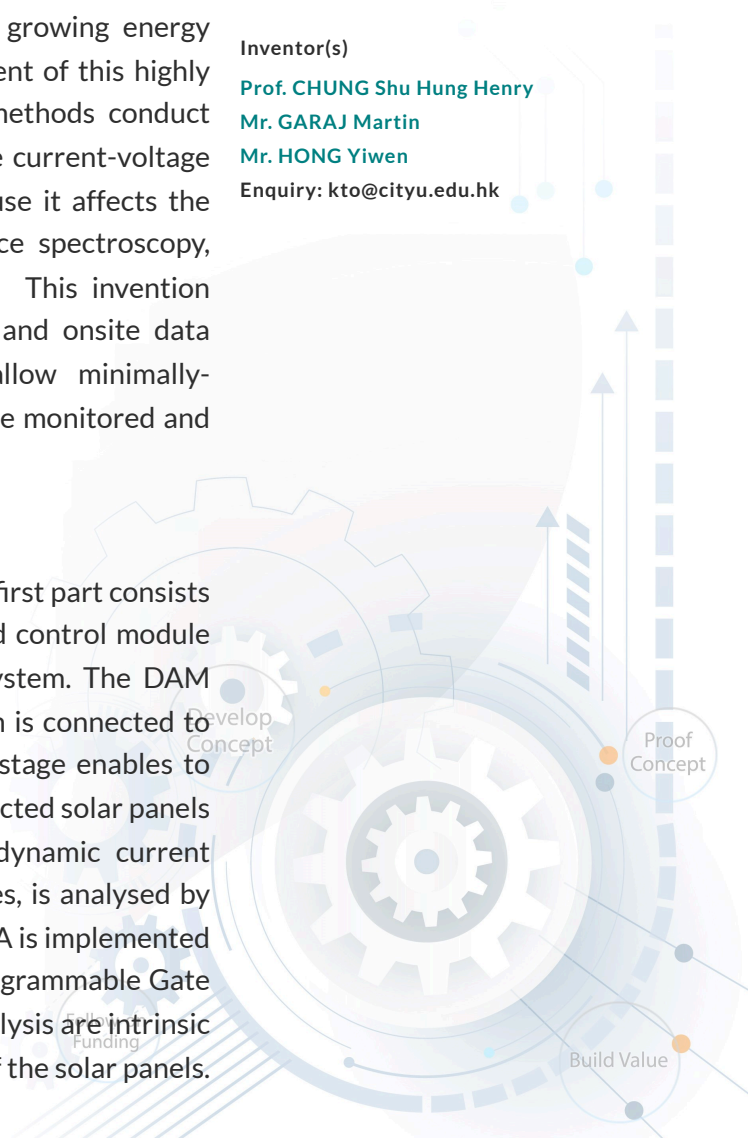 growing energy
ent of this highly
methods conduct
e current-voltage
use it affects the
ce spectroscopy,
This invention
and onsite data
allow minimally-
e monitored and
first part consists
d control module
ystem. The DAM
n is connected to
stage enables to
cted solar panels
dynamic current
es, is analysed by
A is implemented
grammable Gate
lysis are intrinsic
f the solar panels.
Inventor(s)
Prof. CHUNG Shu Hung Henry
Mr. GARAJ Martin
Mr. HONG Yiwen
Enquiry: kto@cityu.edu.hk
Develop
Concept
Proof
Concept
Follow on
Funding
Build Value